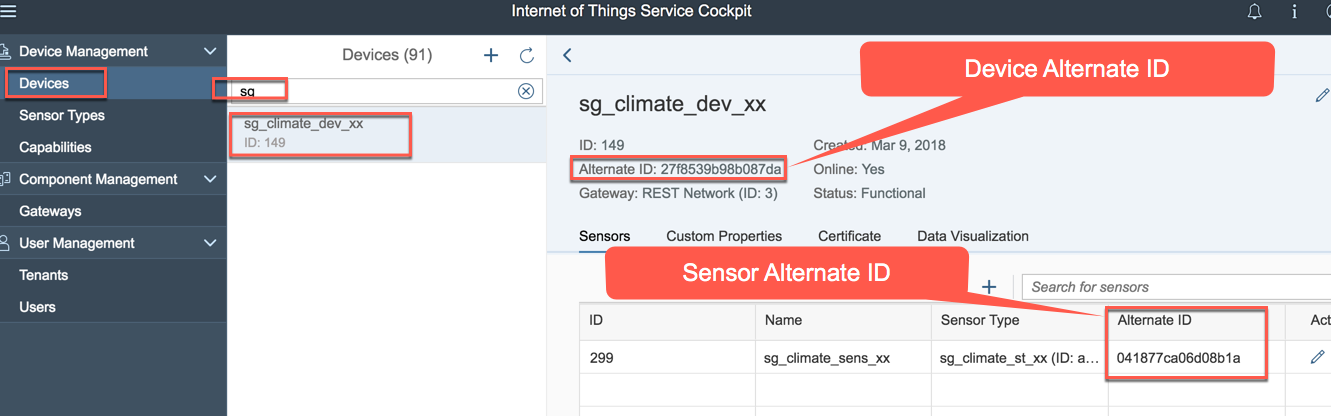 Internet of Things Service Cockpit
Device Management
Devices
Sensor Types
Capabilities
Component Management
Gateways
User Management
Tenants
Users
Devices (91)
sg
sg_climate_dev_xx
ID: 149
Device Alternate ID
sg_climate_dev_xx
ID: 149
Created: Mar 9, 2018
Alternate ID: 27f8539b98b087da
Online: Yes
Gateway: REST Network (ID: 3)
Status: Functional
Sensors Custom Properties Certificate Data Visualization
Sensor Alternate ID
Search for sensors
ID Name Sensor Type Alternate ID Act
299 sg_climate_sens_xx sg_climate_st_xx (ID: a... 041877ca06d08b1a